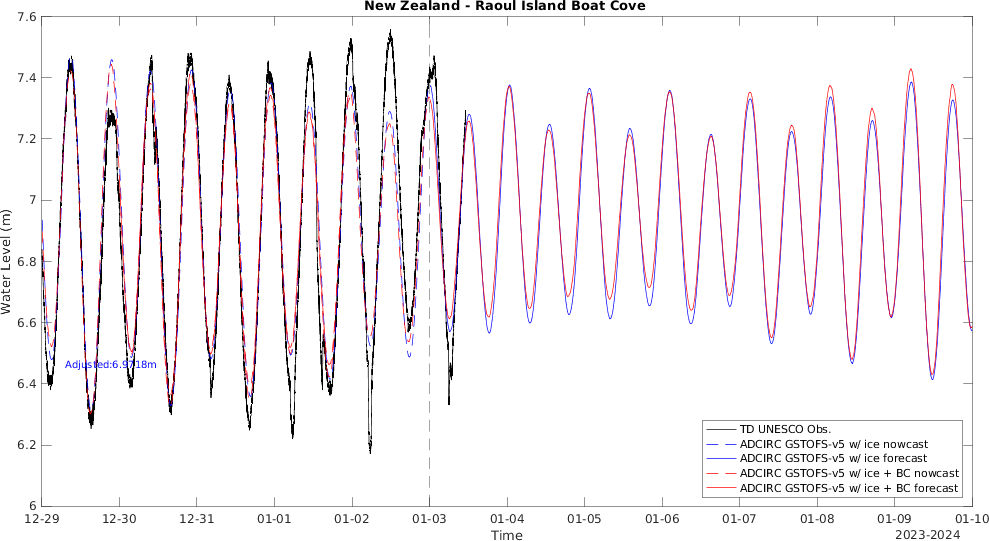 New Zealand - Raoul Island Boat Cove
7.6
7.4
7.2
7
6.8
6.6
6.4
6.2
6
Water Level (m)
Adjusted:6.9718m
TD UNESCO Obs.
ADCIRC GSTOFS-v5 w/ ice nowcast
ADCIRC GSTOFS-v5 w/ ice forecast
ADCIRC GSTOFS-v5 w/ ice + BC nowcast
ADCIRC GSTOFS-v5 w/ ice + BC forecast
12-29 12-30 12-31 01-01 01-02 01-03 01-04 01-05 01-06 01-07 01-08 01-09 01-10
Time
2023-2024